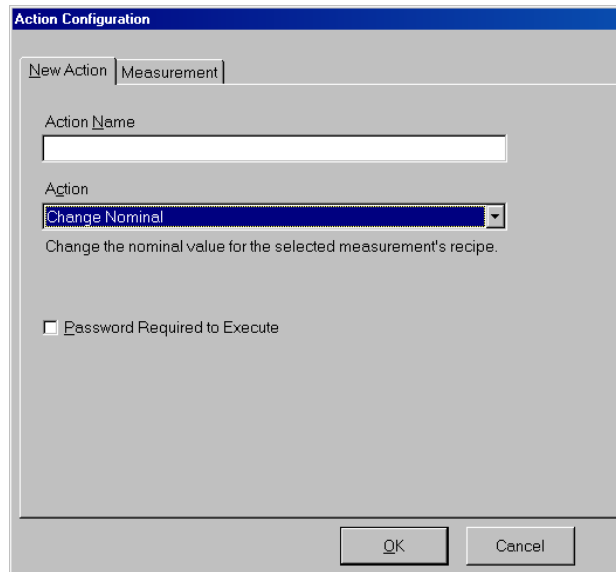 Action Configuration
New Action
Measurement
Action Name
Action
Change Nominal
Change the nominal value for the selected measurement's recipe.
Password Required to Execute
OK
Cancel